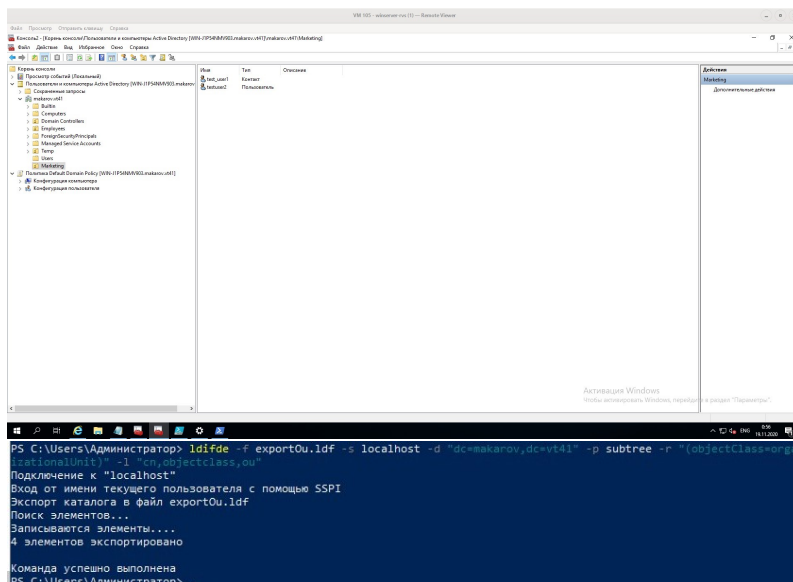 VM 105 - winserver-rvs (1) — Remote Viewer
Файл Просмотр Отправить клавишу Справка
Консоль2 - [Корень консоли\Пользователи и компьютеры Active Directory [WIN-J1P54NMV903.makarov.vt41]\makarov.vt41\Marketing]
Файл Действие Вид Избранное Окно Справка
Корень консоли
Просмотр событий (Локальный)
Пользователи и компьютеры Active Directory [WIN-J1P54NMV903.makarov
Сохраненные запросы
makarov.vt41
Builtin
Computers
Domain Controllers
Employees
ForeignSecurityPrincipals
Managed Service Accounts
Temp
Users
Marketing
Политика Default Domain Policy [WIN-J1P54NMV903.makarov.vt41]
Конфигурация компьютера
Конфигурация пользователя
Имя Тип Описание
test_user1 Контакт
testuser2 Пользователь
Действия
Marketing
Дополнительные действия
Активация Windows
Чтобы активировать Windows, перейдите в раздел "Параметры".
ENG 0:56
19.11.2020
PS C:\Users\Администратор> ldifde -f exportOu.ldf -s localhost -d "dc=makarov,dc=vt41" -p subtree -r "(objectClass=orga
izationalUnit)" -l "cn,objectclass,ou"
Подключение к "localhost"
Вход от имени текущего пользователя с помощью SSPI
Экспорт каталога в файл exportOu.ldf
Поиск элементов...
Записываются элементы....
4 элементов экспортировано
Команда успешно выполнена
PS C:\Users\Администратор>